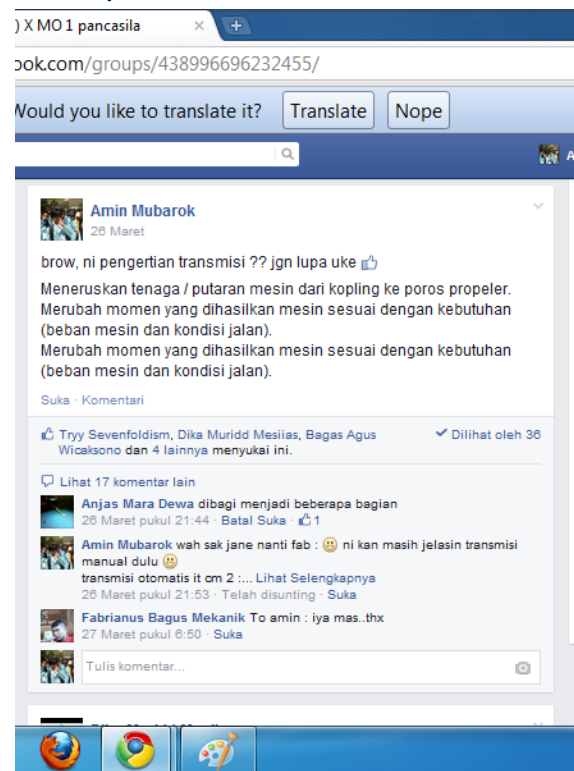 ) X MO 1 pancasila
ook.com/groups/438996696232455/
Would you like to translate it? Translate Nope
A
Amin Mubarok
26 Maret
brow, ni pengertian transmisi ?? jgn lupa uke
Meneruskan tenaga / putaran mesin dari kopling ke poros propeler.
Merubah momen yang dihasilkan mesin sesuai dengan kebutuhan
(beban mesin dan kondisi jalan).
Merubah momen yang dihasilkan mesin sesuai dengan kebutuhan
(beban mesin dan kondisi jalan).
Suka · Komentari
Tryy Sevenfoldism, Dika Muridd Mesiias, Bagas Agus
Wicaksono dan 4 lainnya menyukai ini.
Dilihat oleh 36
Lihat 17 komentar lain
Anjas Mara Dewa dibagi menjadi beberapa bagian
26 Maret pukul 21:44 · Batal Suka · 1
Amin Mubarok wah sak jane nanti fab : ni kan masih jelasin transmisi
manual dulu
transmisi otomatis it cm 2 :... Lihat Selengkapnya
26 Maret pukul 21:53 · Telah disunting · Suka
Fabrianus Bagus Mekanik To amin : iya mas..thx
27 Maret pukul 6:50 · Suka
Tulis komentar...